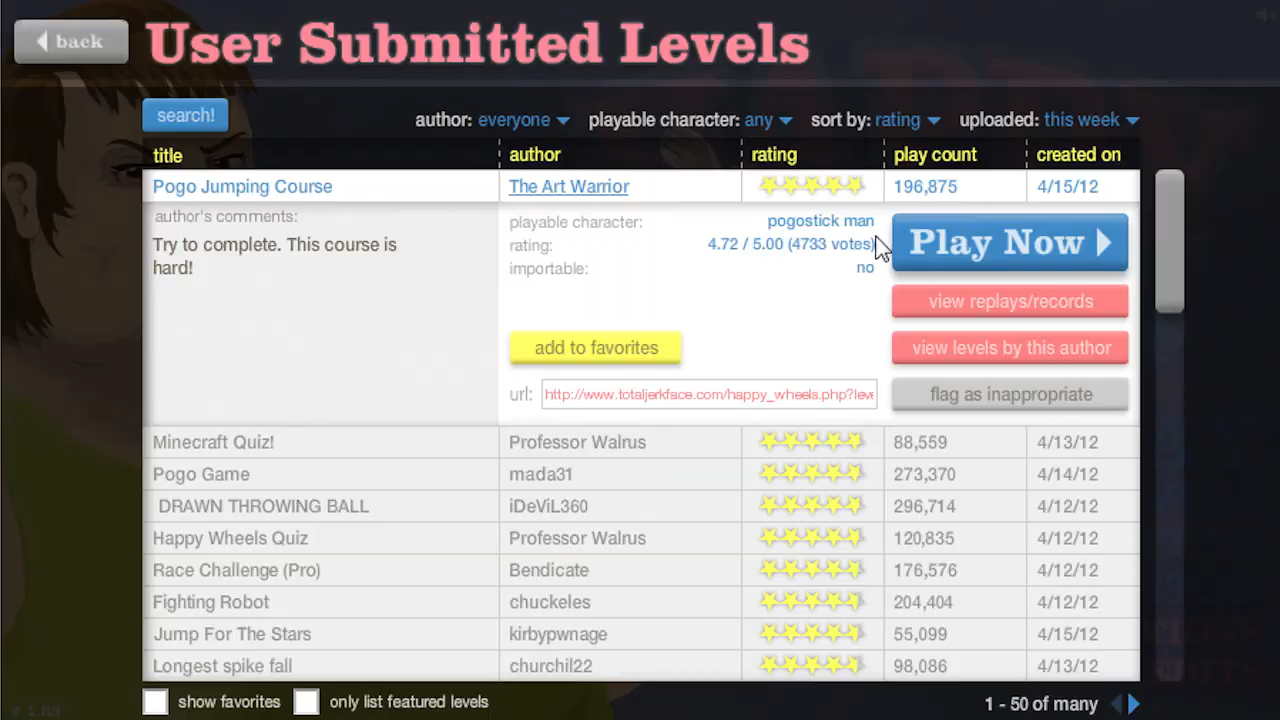 back
User Submitted Levels
search!
author: everyone playable character: any sort by: rating uploaded: this week
title author rating play count created on
Pogo Jumping Course The Art Warrior 196,875 4/15/12
author's comments:
Try to complete. This course is
hard!
playable character: pogostick man
rating: 4.72 / 5.00 (4733 votes)
importable: no
Play Now
view replays/records
add to favorites
view levels by this author
url: http://www.totaljerkface.com/happy_wheels.php?leve
flag as inappropriate
Minecraft Quiz! Professor Walrus 88,559 4/13/12
Pogo Game mada31 273,370 4/14/12
DRAWN THROWING BALL iDeViL360 296,714 4/12/12
Happy Wheels Quiz Professor Walrus 120,835 4/12/12
Race Challenge (Pro) Bendicate 176,576 4/12/12
Fighting Robot chuckeles 204,404 4/12/12
Jump For The Stars kirbypwnage 55,099 4/15/12
Longest spike fall churchil22 98,086 4/13/12
show favorites only list featured levels 1 - 50 of many